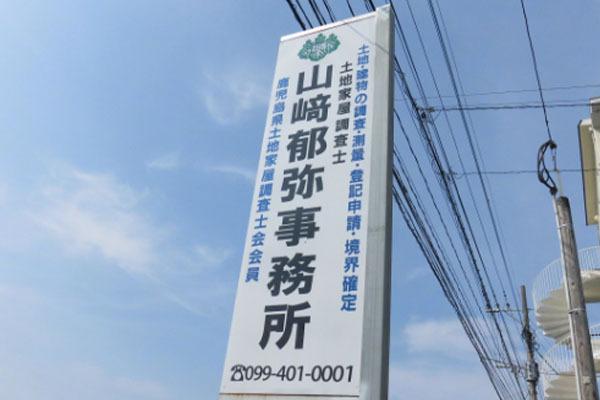 土地・建物の調査・測量・登記申請・境界確定
土地家屋調査士
山﨑郁弥事務所
鹿児島県土地家屋調査士会会員
☎099-401-0001